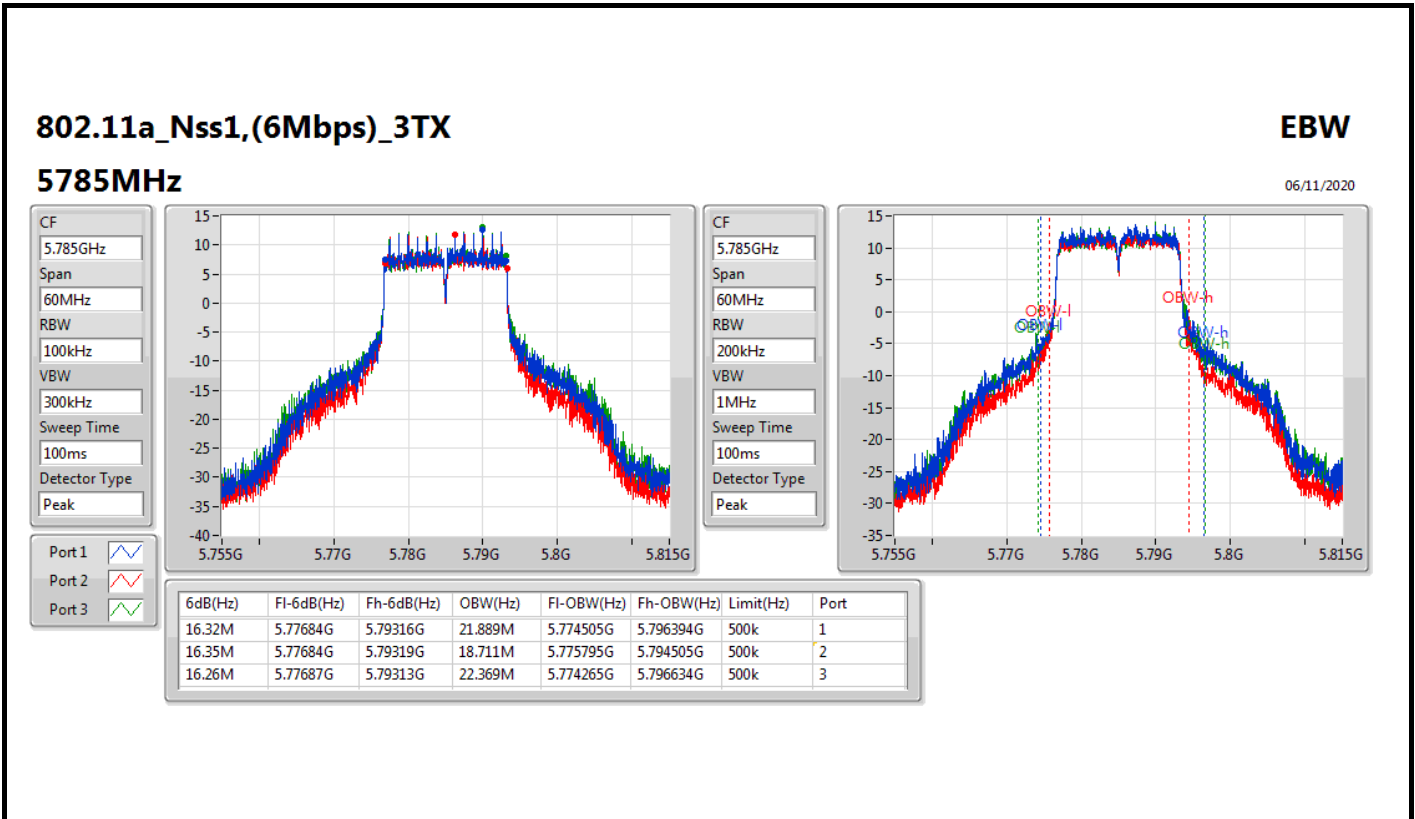 802.11a_Nss1,(6Mbps)_3TX
EBW
5785MHz
06/11/2020
CF
5.785GHz
Span
60MHz
RBW
100kHz
VBW
300kHz
Sweep Time
100ms
Detector Type
Peak
Port 1
Port 2
Port 3
15
10
5
0
-5
-10
-15
-20
-25
-30
-35
-40
5.755G 5.77G 5.78G 5.79G 5.8G 5.815G
CF
5.785GHz
Span
60MHz
RBW
200kHz
VBW
1MHz
Sweep Time
100ms
Detector Type
Peak
15
10
5
0
-5
-10
-15
-20
-25
-30
-35
OBW-h
OBW-l
OBW-h
OBW-h
5.755G 5.77G 5.78G 5.79G 5.8G 5.815G
6dB(Hz) Fl-6dB(Hz) Fh-6dB(Hz) OBW(Hz) Fl-OBW(Hz) Fh-OBW(Hz) Limit(Hz) Port
16.32M 5.77684G 5.79316G 21.889M 5.774505G 5.796394G 500k 1
16.35M 5.77684G 5.79319G 18.711M 5.775795G 5.794505G 500k 2
16.26M 5.77687G 5.79313G 22.369M 5.774265G 5.796634G 500k 3